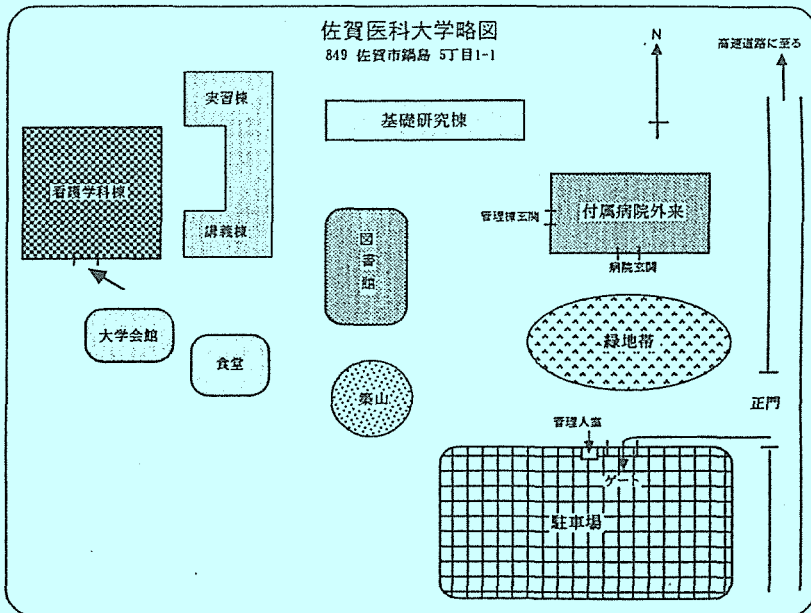 佐賀医科大学略図
849 佐賀市鍋島 5丁目1-1
N
高速道路に至る
実習棟
基礎研究棟
看護学科棟
付属病院外来
管理棟玄関
講義棟
図書館
病院玄関
大学会館
緑地帯
食堂
築山
正門
管理人室
ゲート
駐車場